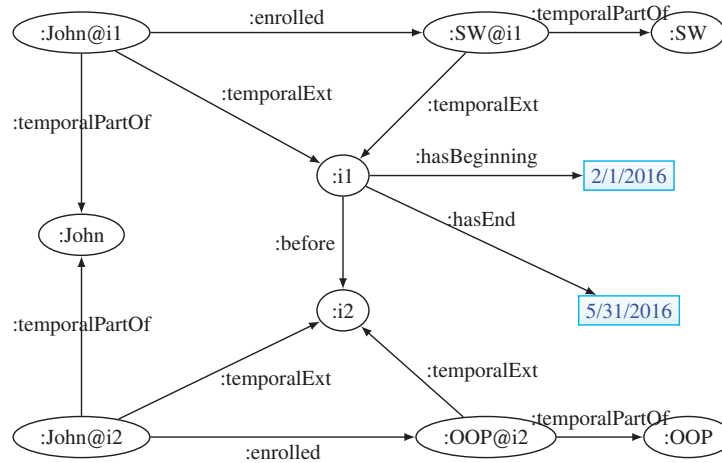 :enrolled
:temporalPartOf
:John@i1
:SW@i1
:SW
:temporalExt
:temporalExt
:temporalPartOf
:hasBeginning
:i1
2/1/2016
:hasEnd
:John
:before
:i2
5/31/2016
:temporalPartOf
:temporalExt
:temporalExt
:temporalPartOf
:John@i2
:OOP@i2
:OOP
:enrolled